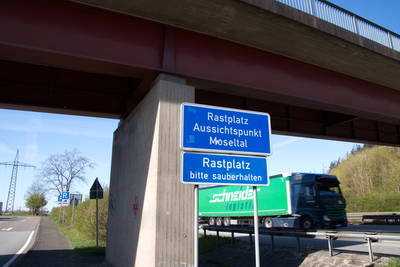 Rastplatz
Aussichtspunkt
Moseltal
Rastplatz
bitte sauberhalten
Schneider
P